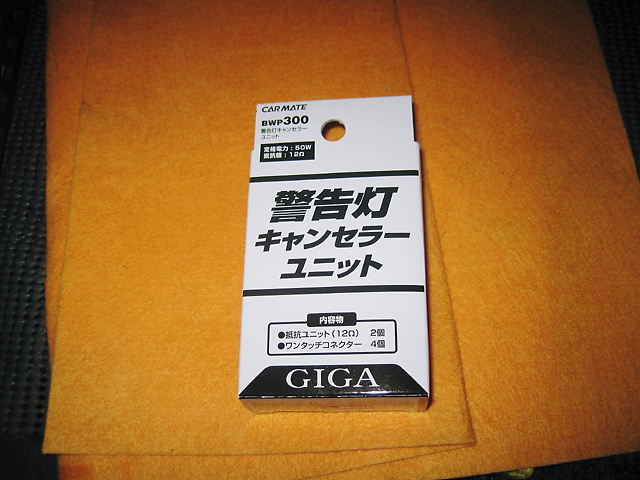 CARMATE
BWP300
警告灯キャンセラー
ユニット
定格電力：50W
抵抗値：12Ω
警告灯
キャンセラー
ユニット
内容物
●抵抗ユニット(12Ω) 2個
●ワンタッチコネクター 4個
GIGA